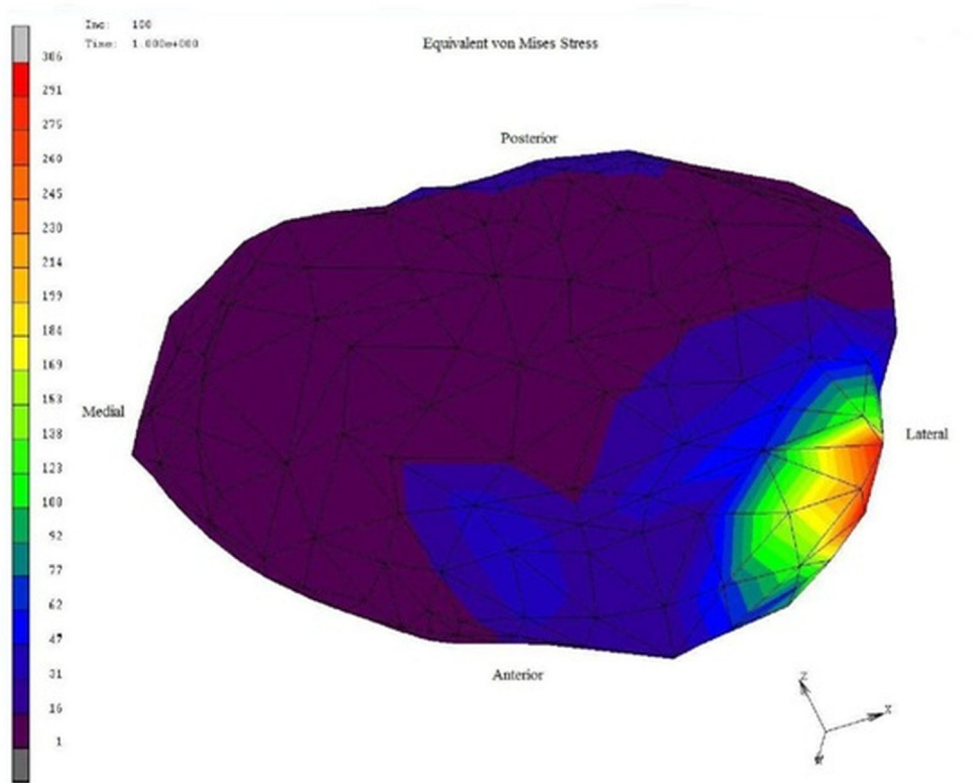 Inc: 100
Time: 1.000e+000
Equivalent von Mises Stress
306
291
275
260
245
230
214
199
184
169
153
138
123
108
92
77
62
47
31
16
1
Posterior
Medial
Lateral
Anterior
Z
X
Y